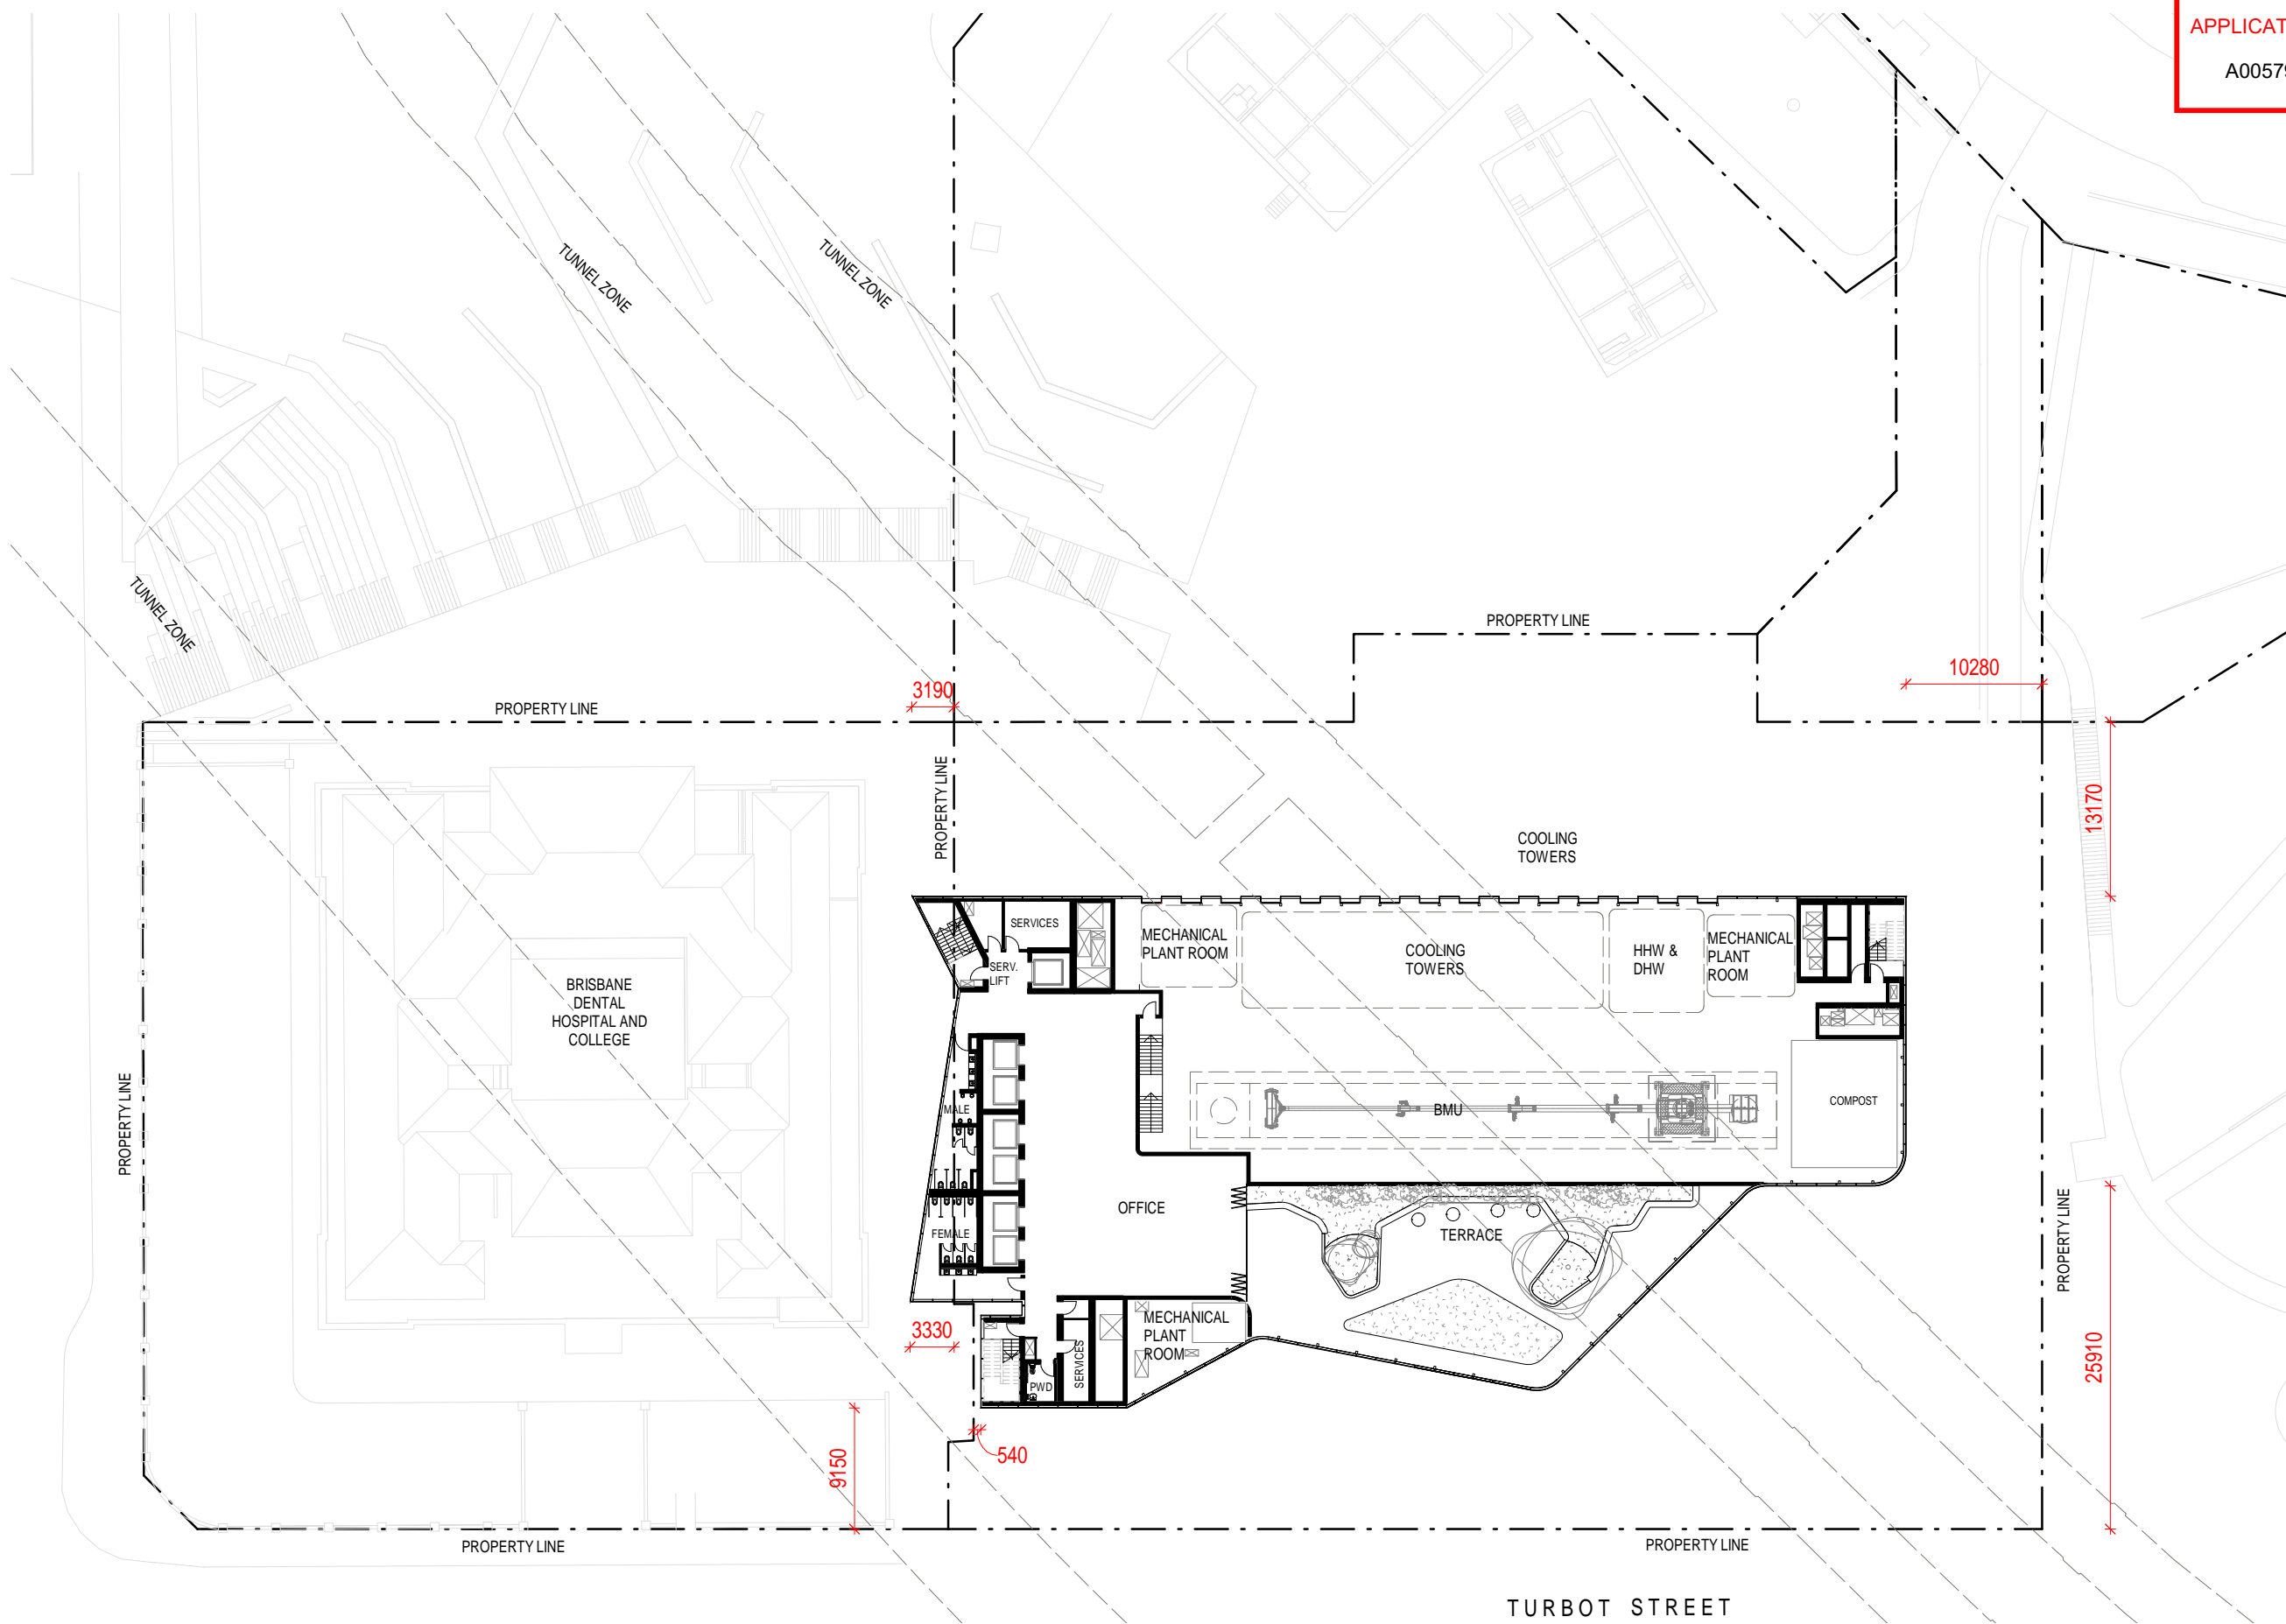 APPLICAT
A00579
TUNNEL ZONE
TUNNEL ZONE
TUNNEL ZONE
PROPERTY LINE
10280
3190
PROPERTY LINE
PROPERTY LINE
13170
COOLING
TOWERS
SERVICES
MECHANICAL
PLANT ROOM
COOLING
TOWERS
HHW &
DHW
MECHANICAL
PLANT
ROOM
SERV.
LIFT
BRISBANE
DENTAL
HOSPITAL AND
COLLEGE
PROPERTY LINE
MALE
BMU
COMPOST
OFFICE
TERRACE
FEMALE
PROPERTY LINE
MECHANICAL
PLANT
ROOM
3330
SERVICES
PWD
25910
9150
540
PROPERTY LINE
PROPERTY LINE
TURBOT STREET